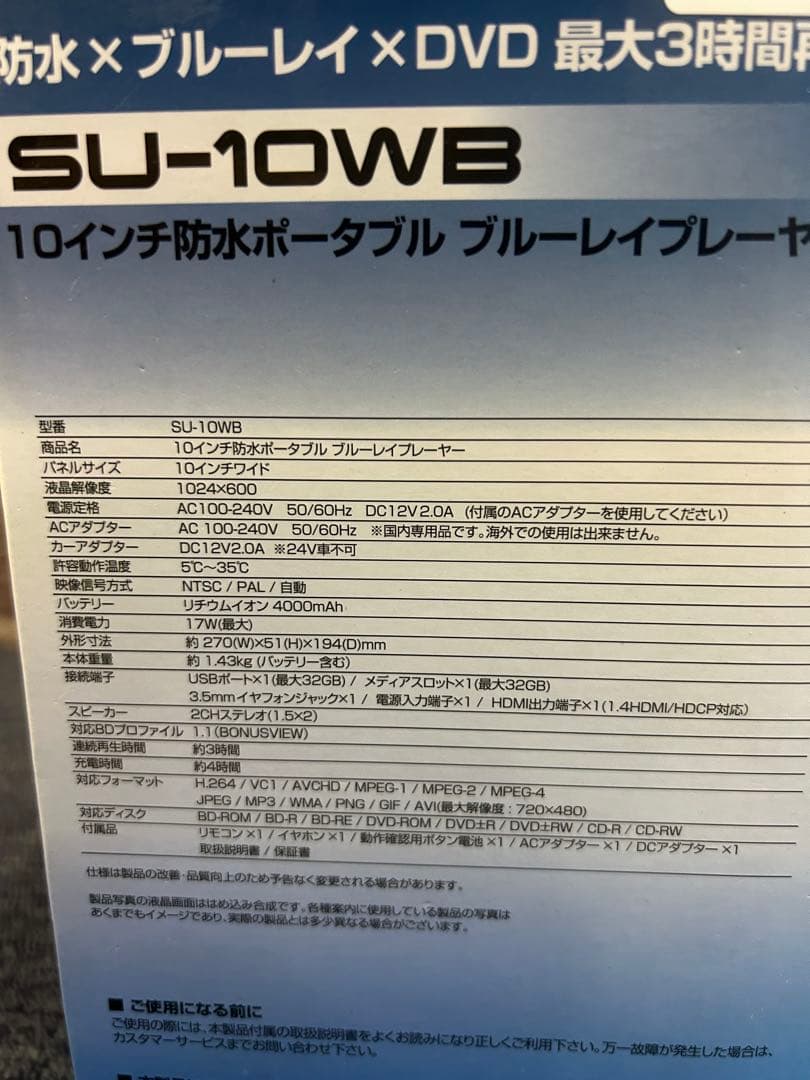 防水×ブルーレイ×DVD 最大3時間再
SU-10WB
10インチ防水ポータブル ブルーレイプレーヤ
型番 SU-10WB
商品名 10インチ防水ポータブル ブルーレイプレーヤー
パネルサイズ 10インチワイド
液晶解像度 1024×600
電源定格 AC100-240V 50/60Hz DC12V2.0A (付属のACアダプターを使用してください)
ACアダプター AC 100-240V 50/60Hz ※国内専用品です。海外での使用は出来ません。
カーアダプター DC12V2.0A ※24V車不可
許容動作温度 5℃〜35℃
映像信号方式 NTSC / PAL / 自動
バッテリー リチウムイオン 4000mAh
消費電力 17W(最大)
外形寸法 約 270(W)×51(H)×194(D)mm
本体重量 約 1.43kg (バッテリー含む)
接続端子 USBポート×1(最大32GB) / メディアスロット×1(最大32GB)
3.5mmイヤフォンジャック×1 / 電源入力端子×1 / HDMI出力端子×1(1.4HDMI/HDCP対応)
スピーカー 2CHステレオ(1.5×2)
対応BDプロファイル 1.1(BONUSVIEW)
連続再生時間 約3時間
充電時間 約4時間
対応フォーマット H.264 / VC1 / AVCHD / MPEG-1 / MPEG-2 / MPEG-4
JPEG / MP3 / WMA / PNG / GIF / AVI(最大解像度:720×480)
対応ディスク BD-ROM / BD-R / BD-RE / DVD-ROM / DVD±R / DVD±RW / CD-R / CD-RW
付属品 リモコン×1 / イヤホン×1 / 動作確認用ボタン電池×1 / ACアダプター×1 / DCアダプター×1
取扱説明書 / 保証書
仕様は製品の改善・品質向上のため予告なく変更される場合があります。
製品写真の液晶画面ははめ込み合成です。各種案内に使用している製品の写真は
あくまでもイメージであり、実際の製品とは多少異なる場合がございます。
■ ご使用になる前に
ご使用の際には、本製品付属の取扱説明書をよくお読みになり正しくご利用下さい。万一故障が発生した場合は、
カスタマーサービスまでお問い合わせ下さい。